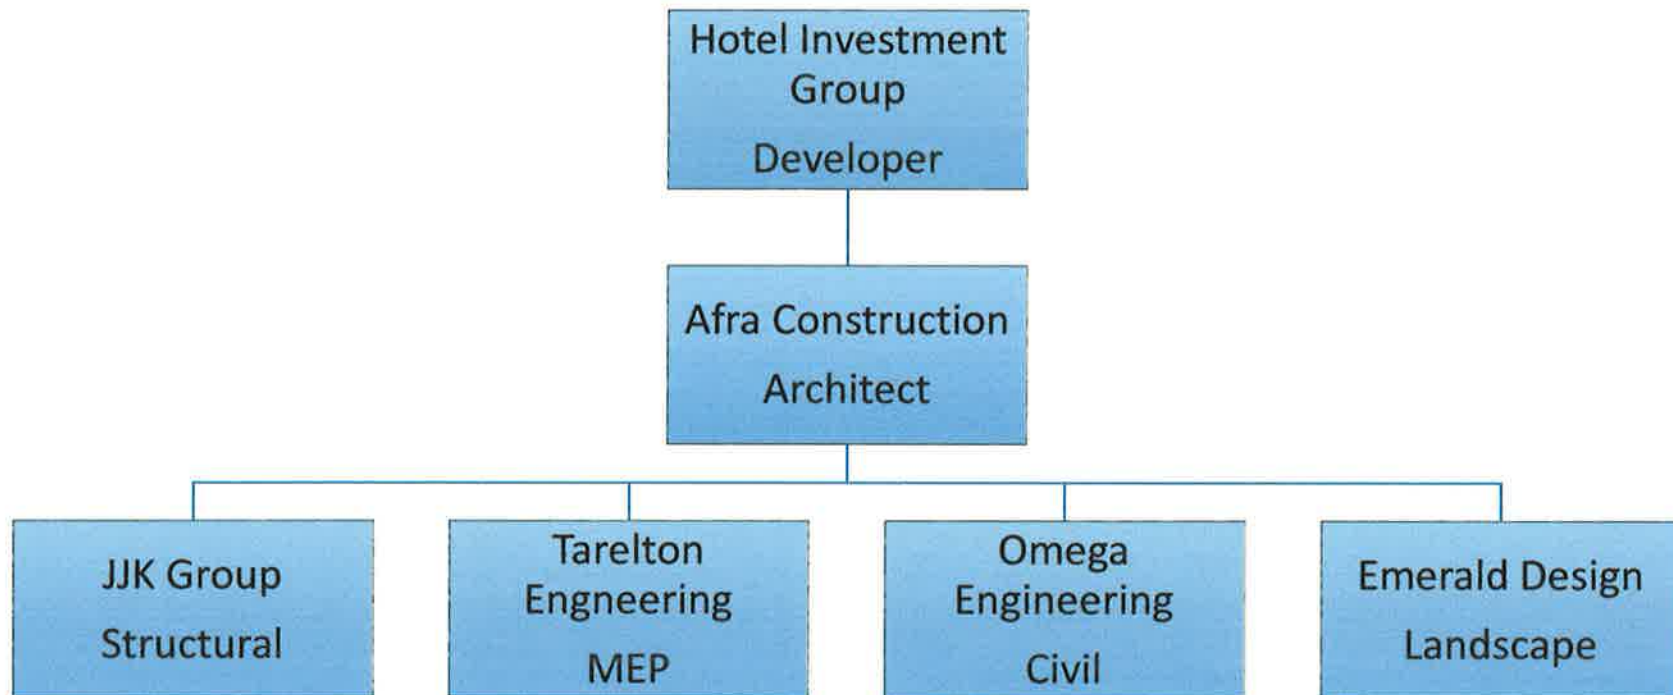 Hotel Investment
Group
Developer
Afra Construction
Architect
JJK Group
Structural
Tarelton
Engneering
MEP
Omega
Engineering
Civil
Emerald Design
Landscape